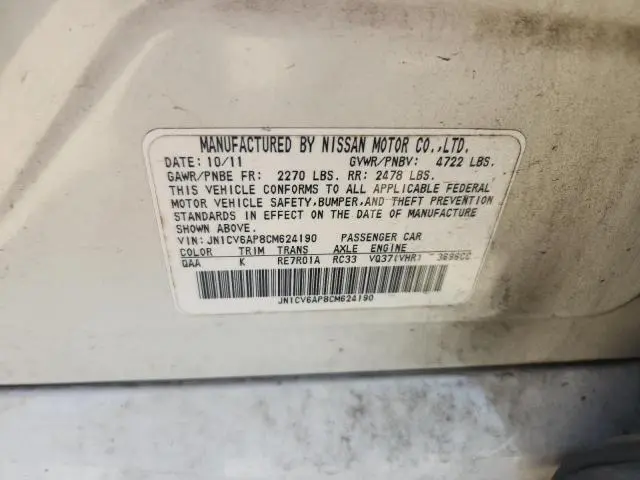 MANUFACTURED BY NISSAN MOTOR CO.,LTD.
DATE: 10/11 GVWR/PNBV: 4722 LBS.
GAWR/PNBE FR: 2270 LBS. RR: 2478 LBS.
THIS VEHICLE CONFORMS TO ALL APPLICABLE FEDERAL
MOTOR VEHICLE SAFETY,BUMPER,AND THEFT PREVENTION
STANDARDS IN EFFECT ON THE DATE OF MANUFACTURE
SHOWN ABOVE.
VIN: JN1CV6AP8CM624190 PASSENGER CAR
COLOR TRIM TRANS AXLE ENGINE
QAA K RE7R01A RC33 VQ37(VHR) 3696CC
JN1CV6AP8CM624190